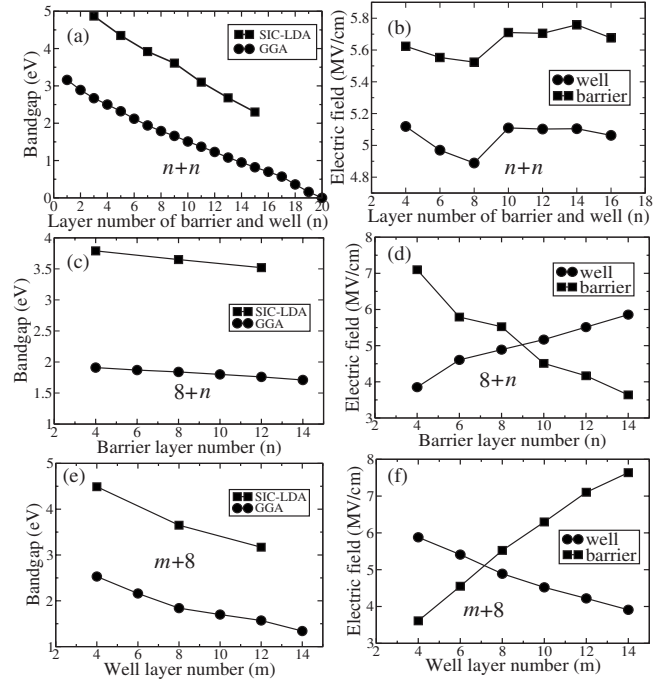 (a)
SIC-LDA
GGA
n+n
Bandgap (eV)
5
4
3
2
1
0
0 2 4 6 8 10 12 14 16 18 20
Layer number of barrier and well (n)
(b)
well
barrier
n+n
Electric field (MV/cm)
5.8
5.6
5.4
5.2
5
4.8
2 4 6 8 10 12 14 16 18
Layer number of barrier and well (n)
(c)
SIC-LDA
GGA
8+n
Bandgap (eV)
4
3.5
3
2.5
2
1.5
1
2 4 6 8 10 12 14
Barrier layer number (n)
(d)
well
barrier
8+n
Electric field (MV/cm)
8
7
6
5
4
3
2 4 6 8 10 12 14
Barrier layer number (n)
(e)
SIC-LDA
GGA
m+8
Bandgap (eV)
5
4
3
2
1
2 4 6 8 10 12 14
Well layer number (m)
(f)
well
barrier
m+8
Electric field (MV/cm)
8
7
6
5
4
3
2 4 6 8 10 12 14
Well layer number (m)